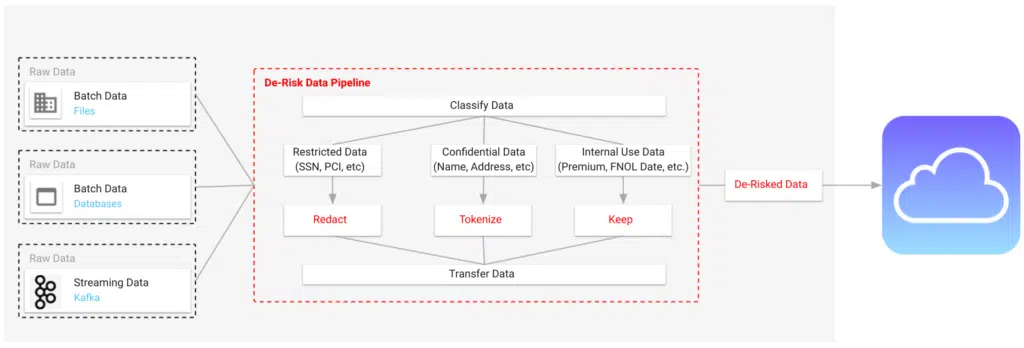 Raw Data
Batch Data
Files
Raw Data
Batch Data
Databases
Raw Data
Streaming Data
Kafka
De-Risk Data Pipeline
Classify Data
Restricted Data
(SSN, PCI, etc)
Confidential Data
(Name, Address, etc)
Internal Use Data
(Premium, FNOL Date, etc.)
Redact
Tokenize
Keep
Transfer Data
De-Risked Data